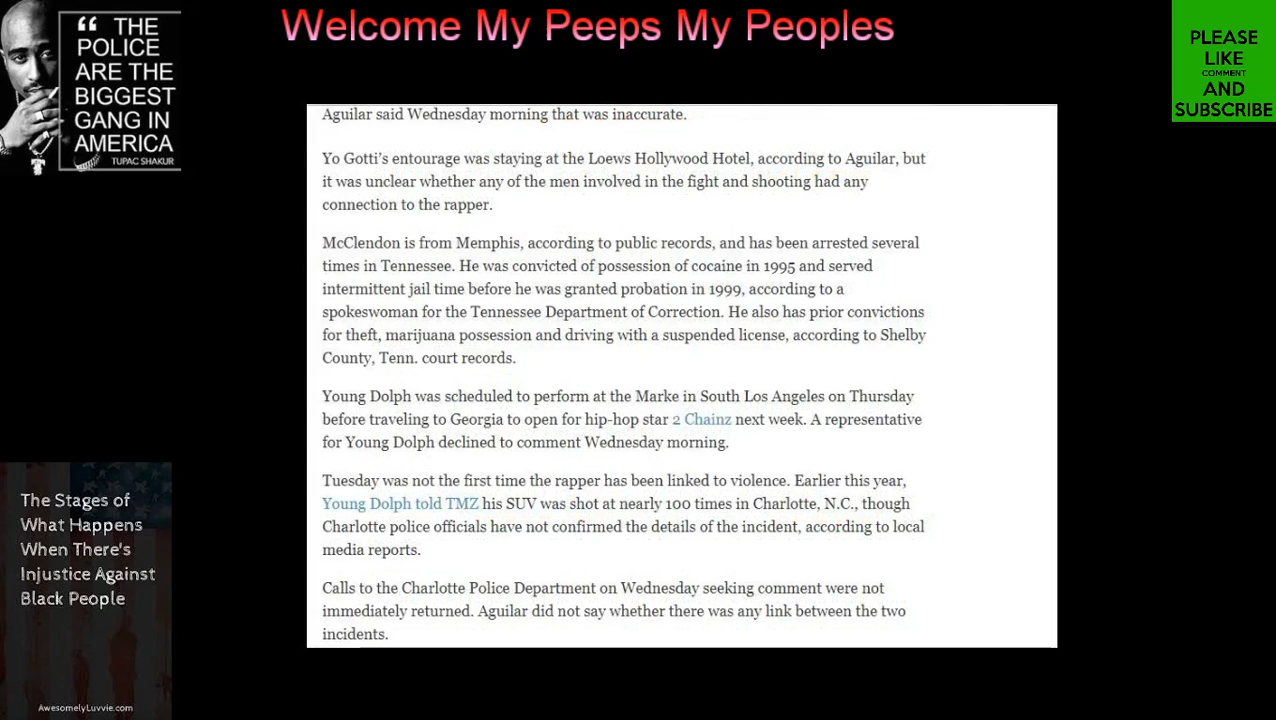 Welcome My Peeps My Peoples
“ THE
POLICE
ARE THE
BIGGEST
GANG IN
AMERICA
TUPAC SHAKUR
PLEASE
LIKE
COMMENT
AND
SUBSCRIBE
Aguilar said Wednesday morning that was inaccurate.
Yo Gotti’s entourage was staying at the Loews Hollywood Hotel, according to Aguilar, but
it was unclear whether any of the men involved in the fight and shooting had any
connection to the rapper.
McClendon is from Memphis, according to public records, and has been arrested several
times in Tennessee. He was convicted of possession of cocaine in 1995 and served
intermittent jail time before he was granted probation in 1999, according to a
spokeswoman for the Tennessee Department of Correction. He also has prior convictions
for theft, marijuana possession and driving with a suspended license, according to Shelby
County, Tenn. court records.
Young Dolph was scheduled to perform at the Marke in South Los Angeles on Thursday
before traveling to Georgia to open for hip-hop star 2 Chainz next week. A representative
for Young Dolph declined to comment Wednesday morning.
Tuesday was not the first time the rapper has been linked to violence. Earlier this year,
Young Dolph told TMZ his SUV was shot at nearly 100 times in Charlotte, N.C., though
Charlotte police officials have not confirmed the details of the incident, according to local
media reports.
Calls to the Charlotte Police Department on Wednesday seeking comment were not
immediately returned. Aguilar did not say whether there was any link between the two
incidents.
The Stages of
What Happens
When There's
Injustice Against
Black People
AwesomelyLuvvie.com